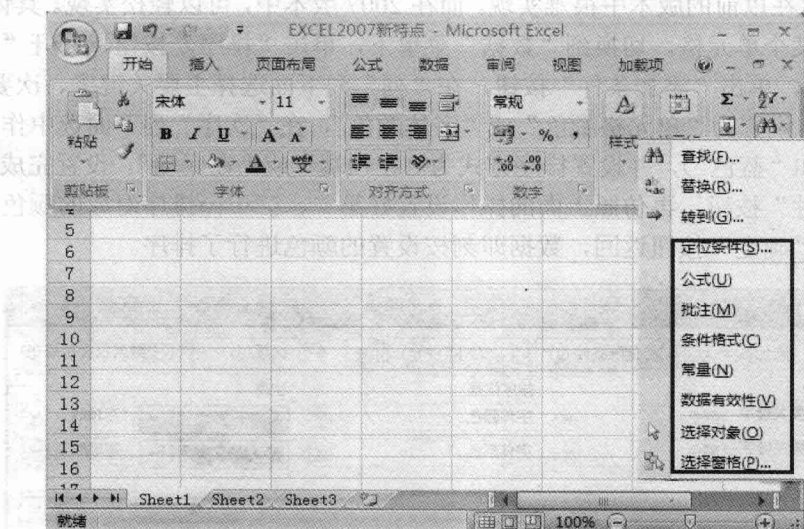 EXCEL2007新特点 - Microsoft Excel
开始 插入 页面布局 公式 数据 审阅 视图 加载项
宋体 11 常规 Σ
粘贴 B I U A A % , 样式
剪贴板 字体 对齐方式 数字
查找(F)...
替换(R)...
转到(G)...
定位条件(S)...
公式(U)
批注(M)
条件格式(C)
常量(N)
数据有效性(V)
选择对象(O)
选择窗格(P)...
5
6
7
8
9
10
11
12
13
14
15
16
17
Sheet1 Sheet2 Sheet3
就绪 100%